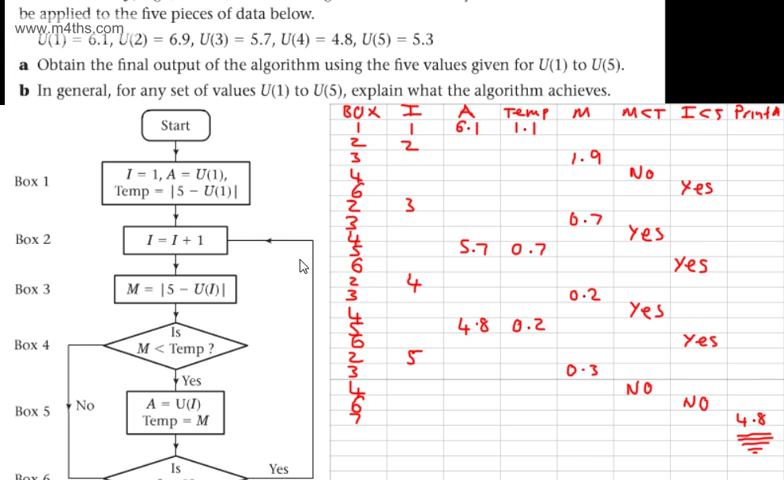 be applied to the five pieces of data below.
www.m4ths.com
U(1) = 6.1, U(2) = 6.9, U(3) = 5.7, U(4) = 4.8, U(5) = 5.3
a Obtain the final output of the algorithm using the five values given for U(1) to U(5).
b In general, for any set of values U(1) to U(5), explain what the algorithm achieves.
Start
Box 1
I = 1, A = U(1),
Temp = |5 − U(1)|
Box 2
I = I + 1
Box 3
M = |5 − U(I)|
Box 4
Is
M < Temp ?
Yes
No
Box 5
A = U(I)
Temp = M
Is
Yes
Box 6
BOX I A Temp M M<T I<5 Print A
1 1 6.1 1.1
2 2
3 1.9
4 No
6 Yes
2 3
3 0.7
4 Yes
5 5.7 0.7
6 Yes
2 4
3 0.2
4 Yes
5 4.8 0.2
6 Yes
2 5
3 0.3
4 NO
6 NO
7 4.8